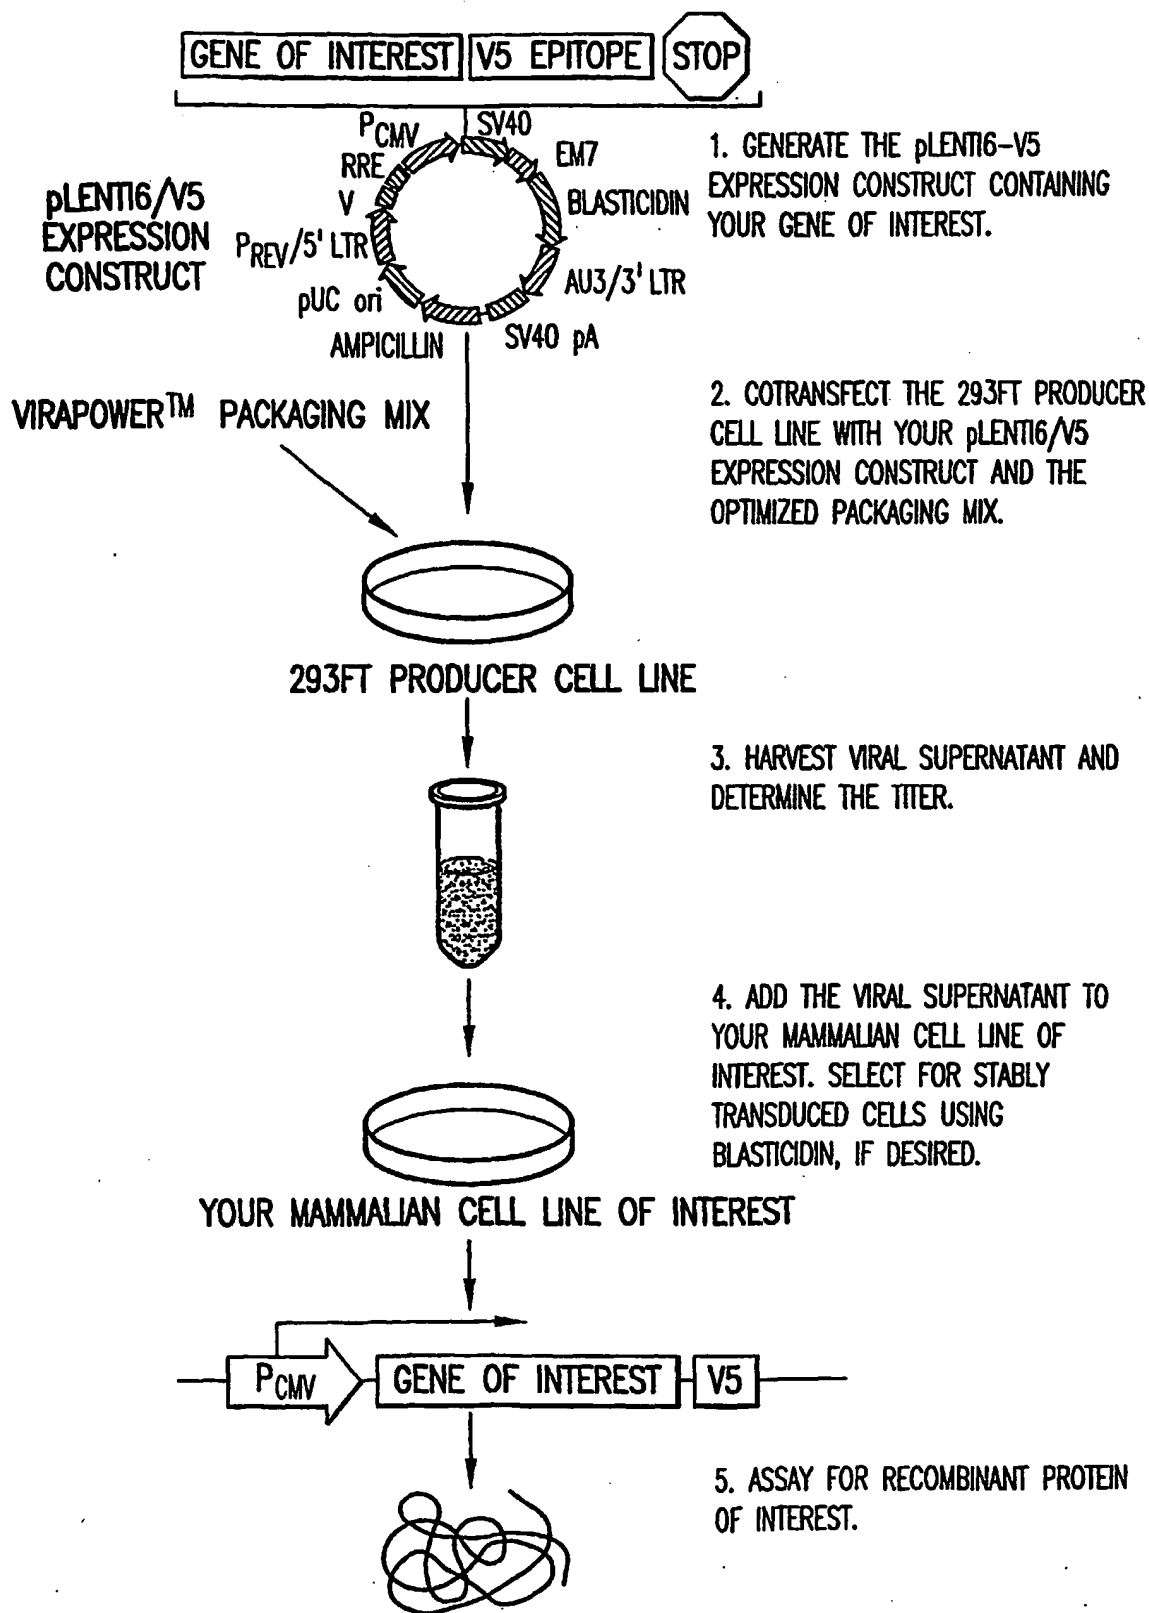 GENE OF INTEREST V5 EPITOPE STOP
PCMV
SV40
RRE
EM7
V
BLASTICIDIN
PREV/5' LTR
AU3/3' LTR
pUC ori
SV40 pA
AMPICILLIN
pLENTI6/V5
EXPRESSION
CONSTRUCT
1. GENERATE THE pLENTI6-V5
EXPRESSION CONSTRUCT CONTAINING
YOUR GENE OF INTEREST.
VIRAPOWER™ PACKAGING MIX
2. COTRANSFECT THE 293FT PRODUCER
CELL LINE WITH YOUR pLENTI6/V5
EXPRESSION CONSTRUCT AND THE
OPTIMIZED PACKAGING MIX.
293FT PRODUCER CELL LINE
3. HARVEST VIRAL SUPERNATANT AND
DETERMINE THE TITER.
4. ADD THE VIRAL SUPERNATANT TO
YOUR MAMMALIAN CELL LINE OF
INTEREST. SELECT FOR STABLY
TRANSDUCED CELLS USING
BLASTICIDIN, IF DESIRED.
YOUR MAMMALIAN CELL LINE OF INTEREST
PCMV GENE OF INTEREST V5
5. ASSAY FOR RECOMBINANT PROTEIN
OF INTEREST.